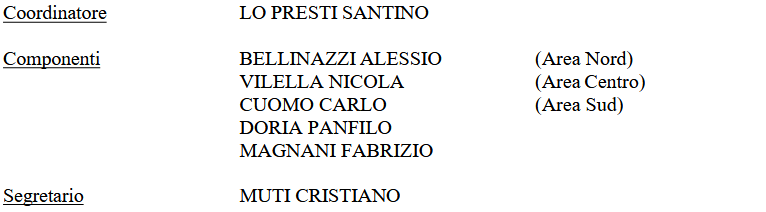 Coordinatore LO PRESTI SANTINO
Componenti BELLINAZZI ALESSIO (Area Nord)
VILELLA NICOLA (Area Centro)
CUOMO CARLO (Area Sud)
DORIA PANFILO
MAGNANI FABRIZIO
Segretario MUTI CRISTIANO